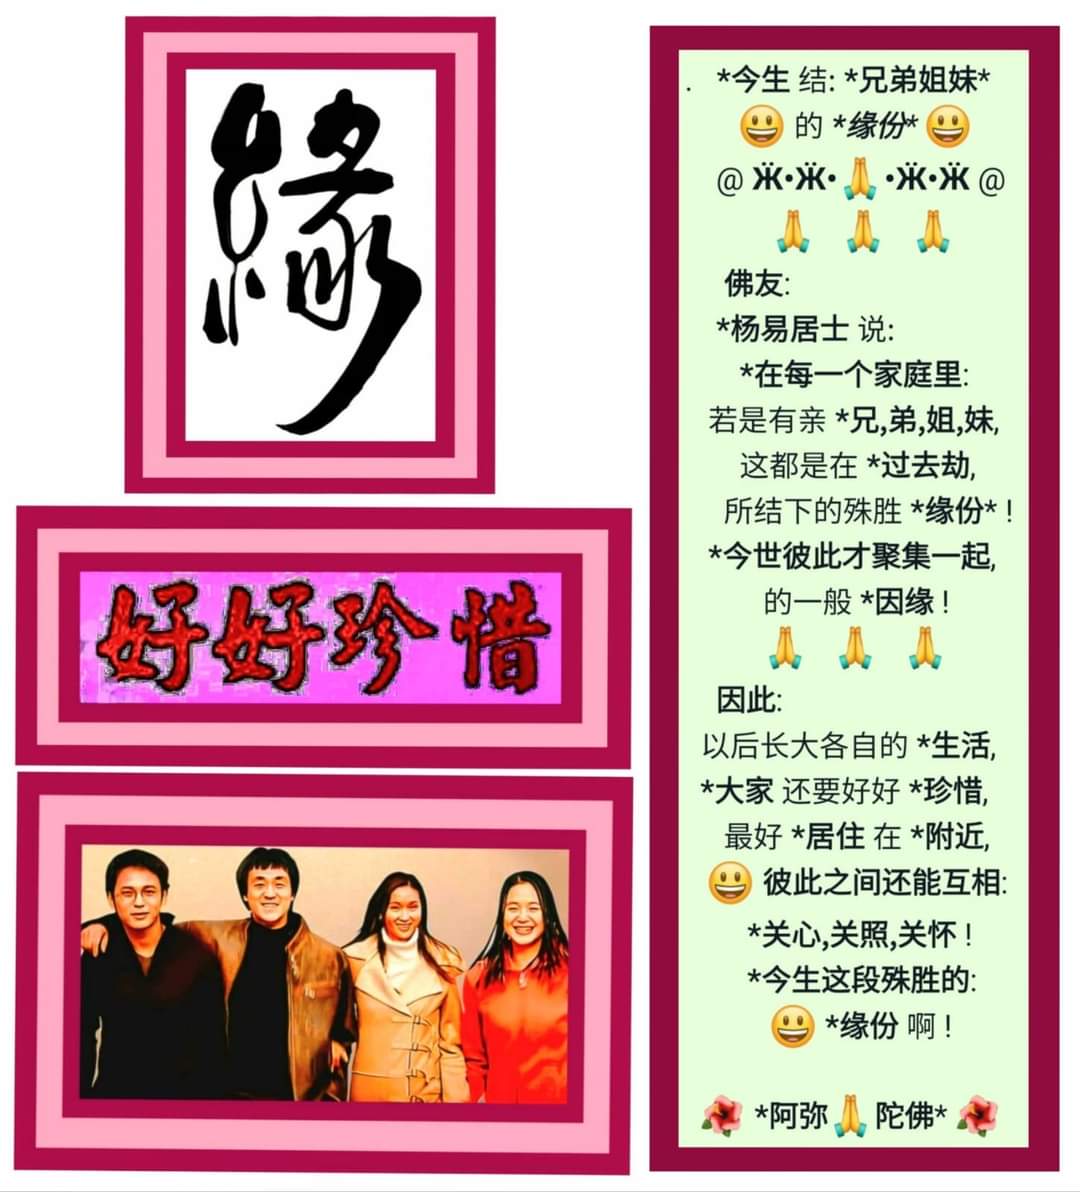 緣
好好珍惜
. *今生 结: *兄弟姐妹*
😃 的 *缘份* 😃
@ Ӝ•Ӝ•🙏•Ӝ•Ӝ @
🙏 🙏 🙏
佛友:
*杨易居士 说:
*在每一个家庭里:
若是有亲 *兄,弟,姐,妹,
这都是在 *过去劫,
所结下的殊胜 *缘份* !
*今世彼此才聚集一起,
的一般 *因缘 !
🙏 🙏 🙏
因此:
以后长大各自的 *生活,
*大家 还要好好 *珍惜,
最好 *居住 在 *附近,
😃 彼此之间还能互相:
*关心,关照,关怀 !
*今生这段殊胜的:
😃 *缘份 啊 !
🌺 *阿弥🙏陀佛* 🌺